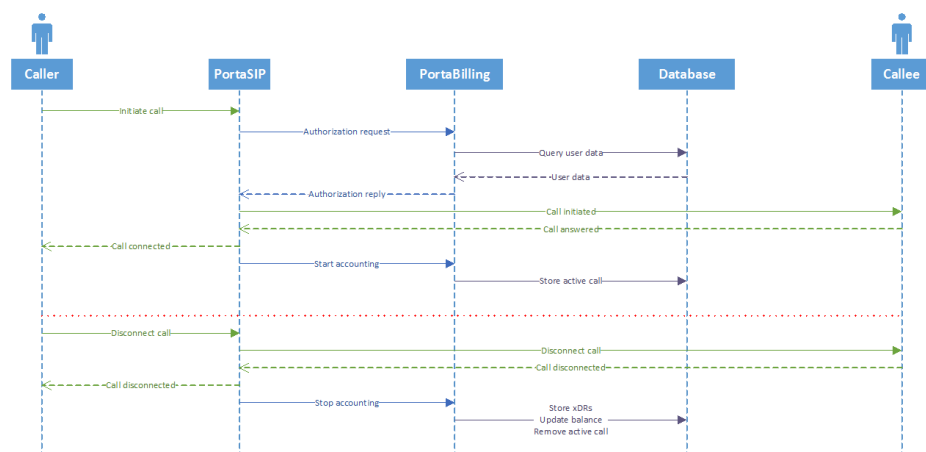 Caller
PortaSIP
PortaBilling
Database
Callee
Initiate call
Authorization request
Query user data
User data
Authorization reply
Call initiated
Call answered
Call connected
Start accounting
Store active call
Disconnect call
Disconnect call
Call disconnected
Call disconnected
Stop accounting
Store xDRs
Update balance
Remove active call